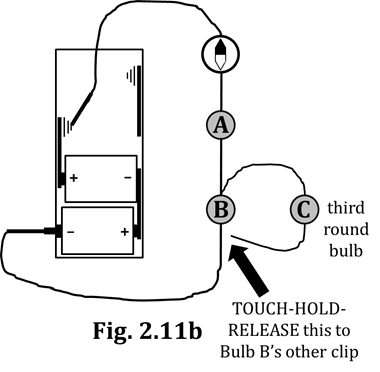 A
+ −
B
C
third
round
bulb
− +
TOUCH-HOLD-
RELEASE this to
Bulb B's other clip
Fig. 2.11b